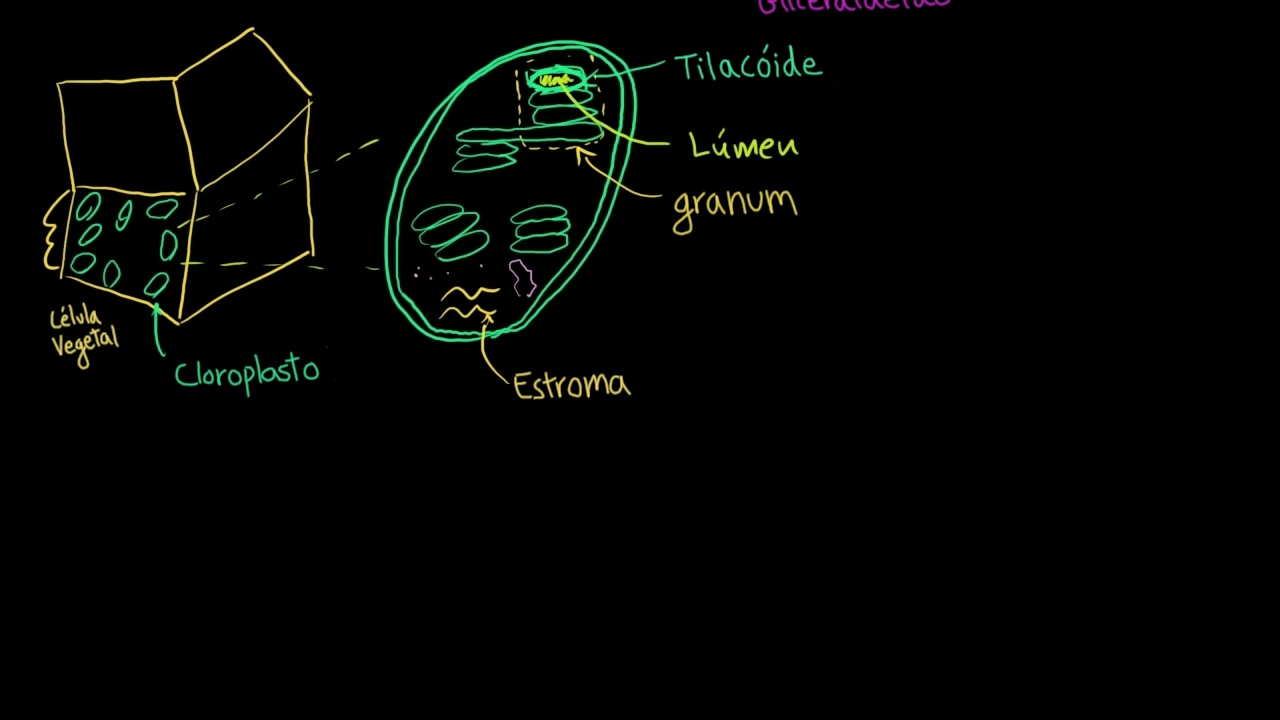 Tilacóide
Lúmen
granum
Célula
Vegetal
Cloroplasto
Estroma